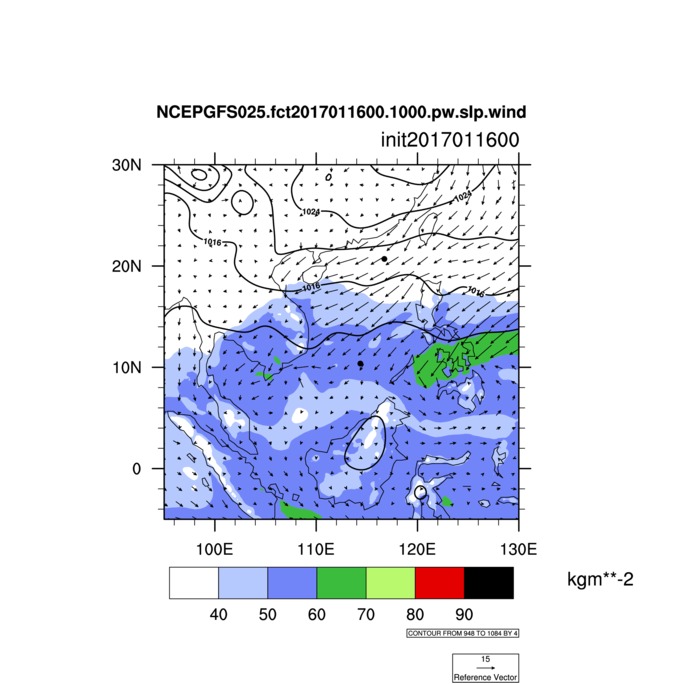 NCEPGFS025.fct2017011600.1000.pw.slp.wind
init2017011600
30N
20N
10N
0
1024
1024
1016
1016
1016
100E 110E 120E 130E
40 50 60 70 80 90
kgm**-2
CONTOUR FROM 948 TO 1084 BY 4
15
Reference Vector